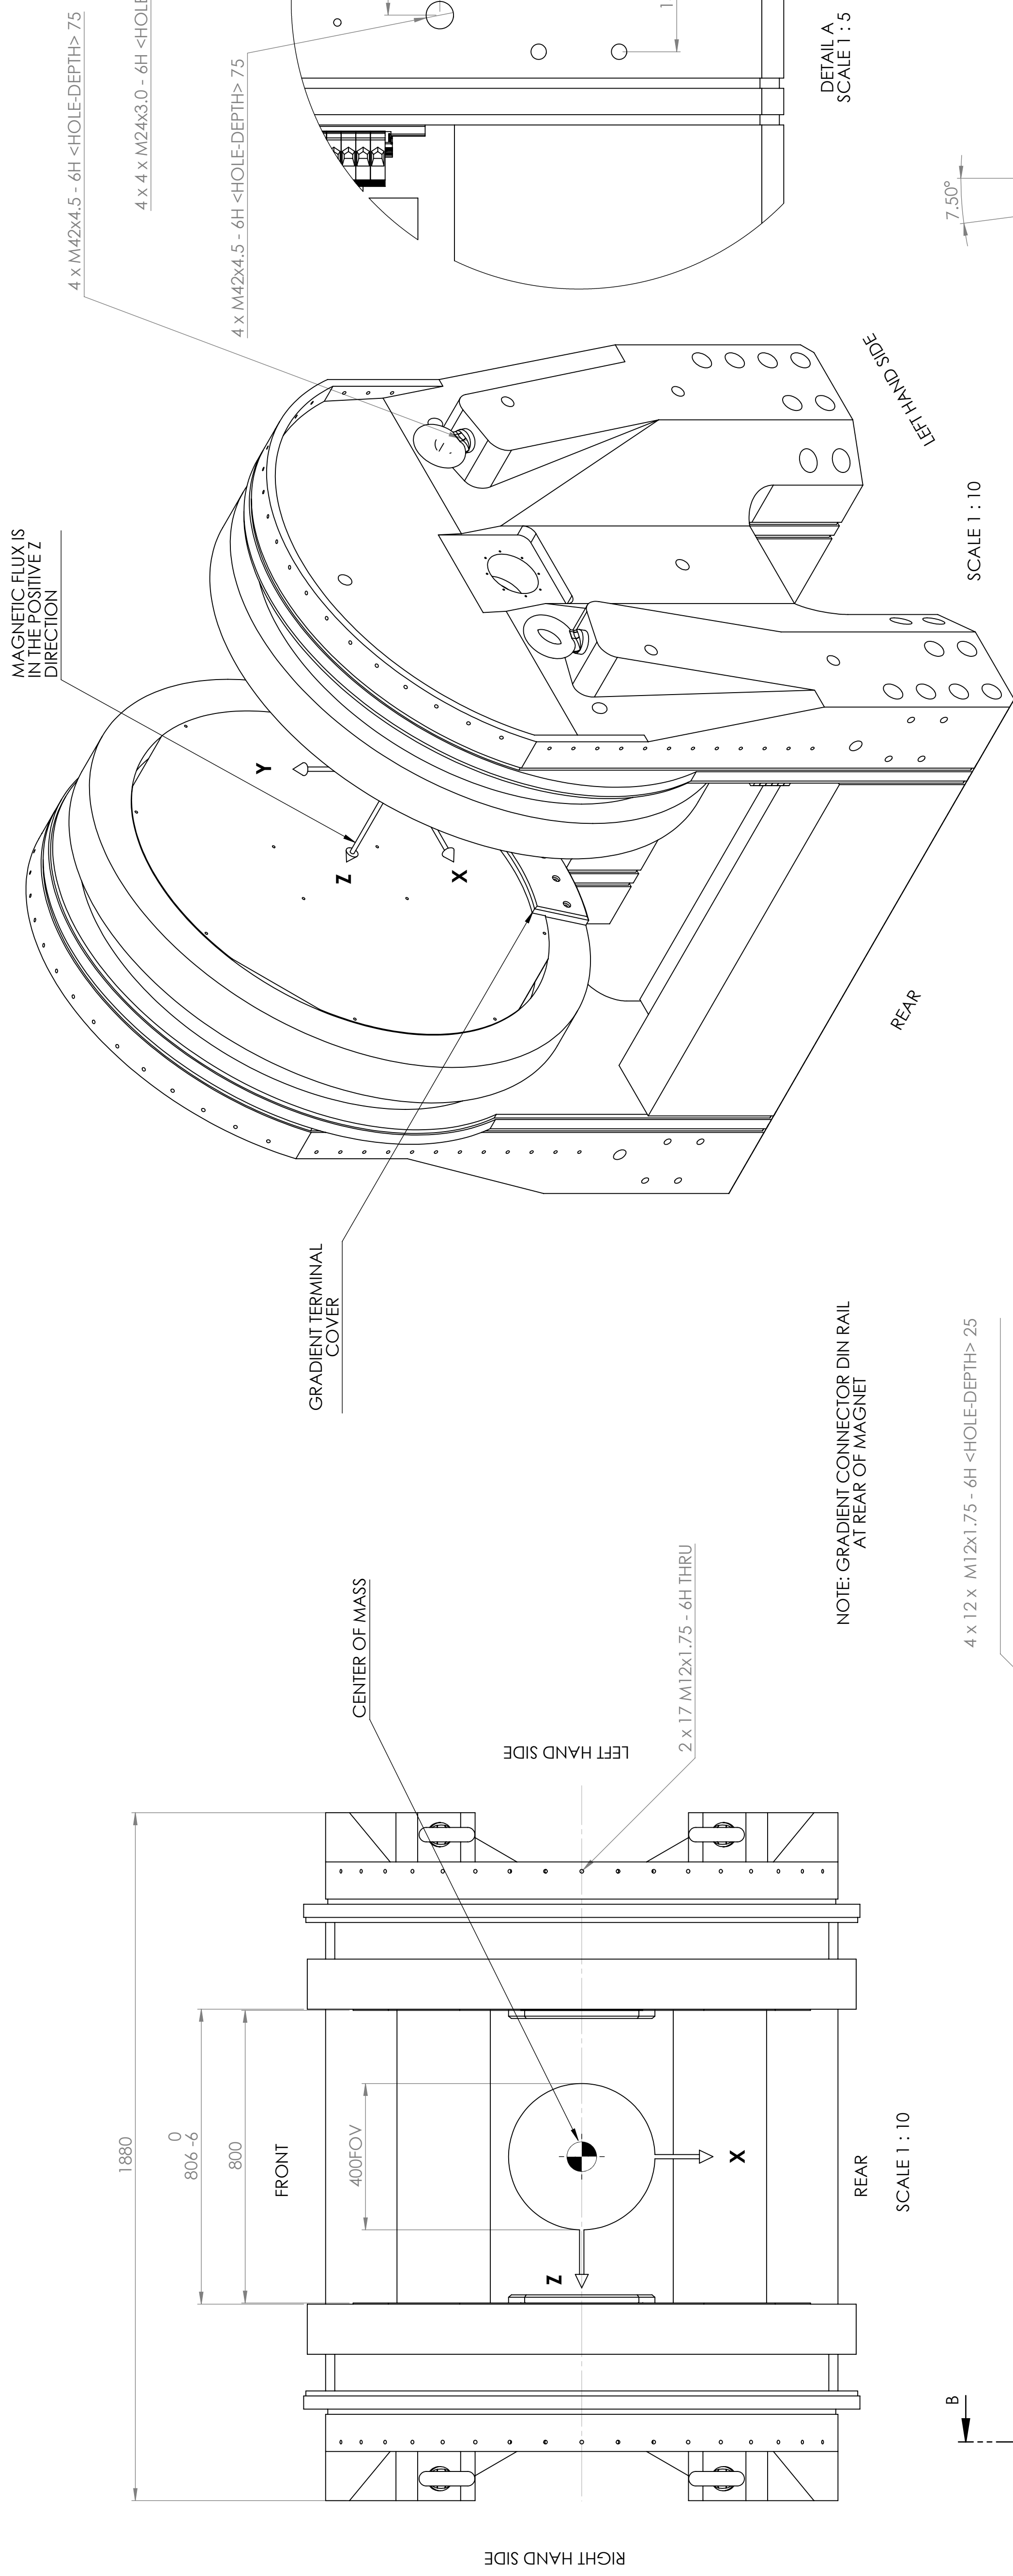 1880
0
806 -6
800
FRONT
400FOV
CENTER OF MASS
LEFT HAND SIDE
2 x 17 M12x1.75 - 6H THRU
Z
X
REAR
SCALE 1 : 10
RIGHT HAND SIDE
B
NOTE: GRADIENT CONNECTOR DIN RAIL
AT REAR OF MAGNET
4 x 12 x M12x1.75 - 6H <HOLE-DEPTH> 25
MAGNETIC FLUX IS
IN THE POSITIVE Z
DIRECTION
GRADIENT TERMINAL
COVER
Y
Z
X
REAR
LEFT HAND SIDE
SCALE 1 : 10
4 x M42x4.5 - 6H <HOLE-DEPTH> 75
4 x 4 x M24x3.0 - 6H <HOLE
4 x M42x4.5 - 6H <HOLE-DEPTH> 75
1
DETAIL A
SCALE 1 : 5
7.50°